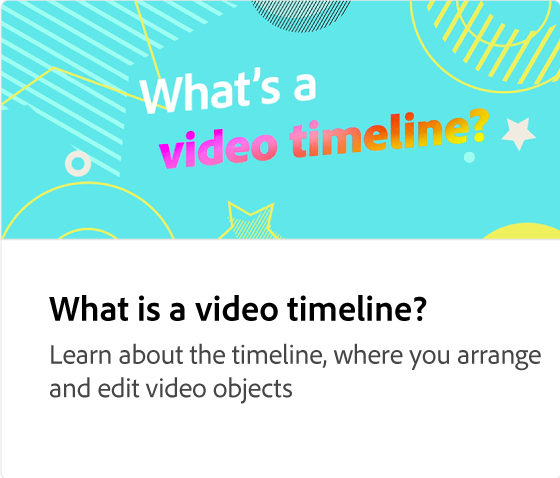 What's a
video timeline?
What is a video timeline?
Learn about the timeline, where you arrange
and edit video objects